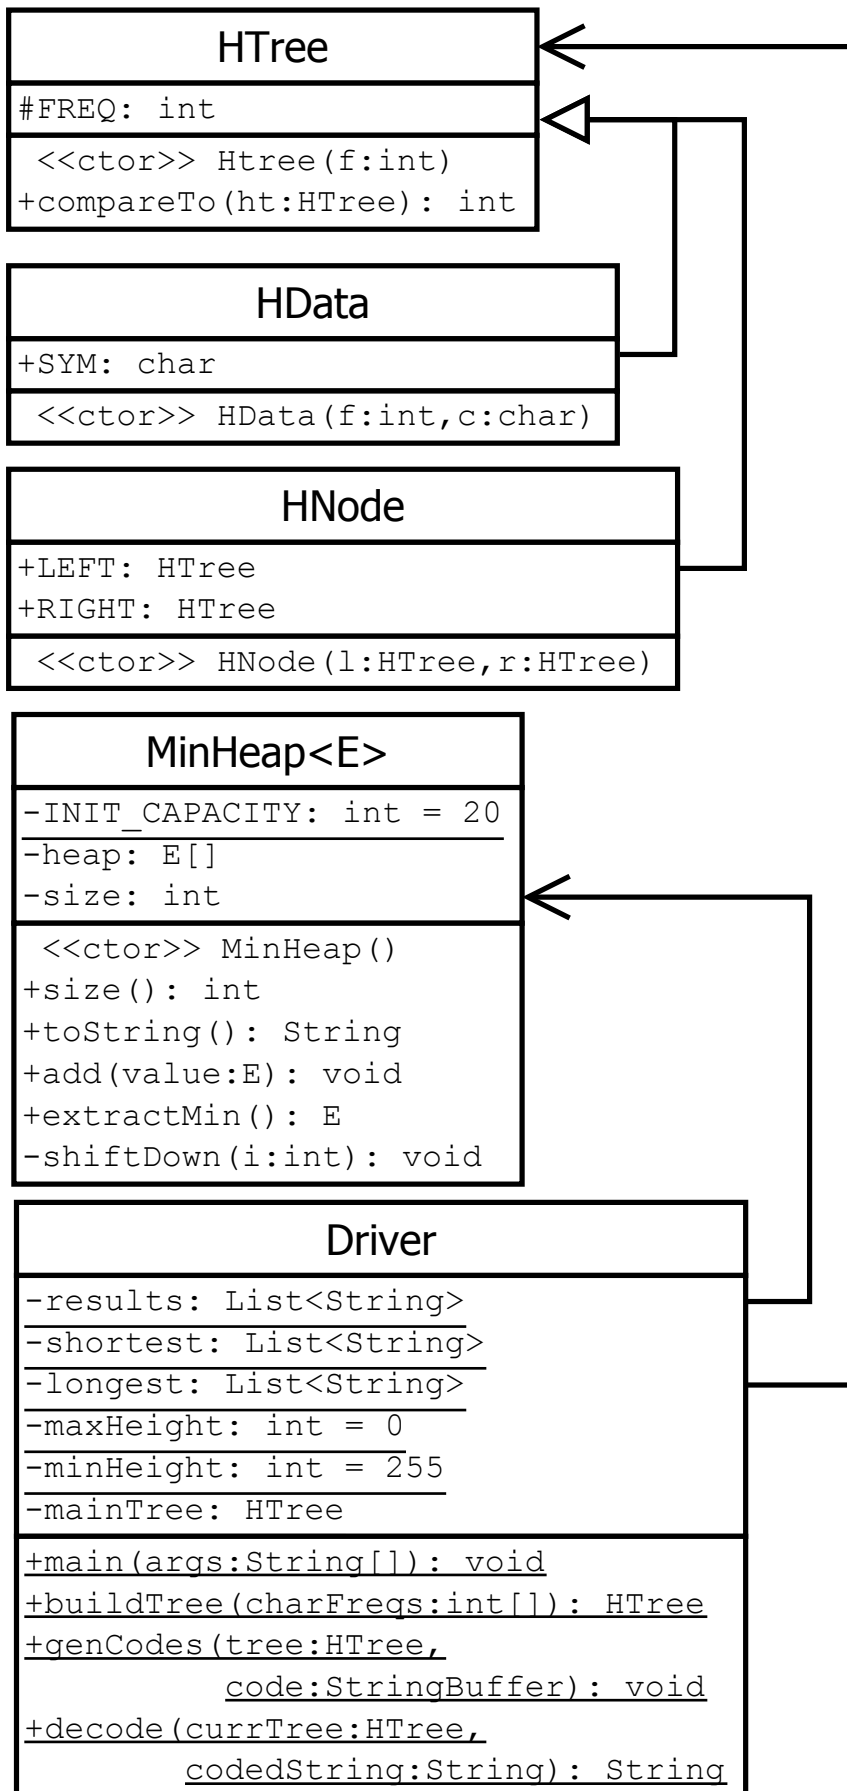 HTree
#FREQ: int
<<ctor>> Htree(f:int)
+compareTo(ht:HTree): int
HData
+SYM: char
<<ctor>> HData(f:int,c:char)
HNode
+LEFT: HTree
+RIGHT: HTree
<<ctor>> HNode(l:HTree,r:HTree)
MinHeap<E>
-INIT_CAPACITY: int = 20
-heap: E[]
-size: int
<<ctor>> MinHeap()
+size(): int
+toString(): String
+add(value:E): void
+extractMin(): E
-shiftDown(i:int): void
Driver
-results: List<String>
-shortest: List<String>
-longest: List<String>
-maxHeight: int = 0
-minHeight: int = 255
-mainTree: HTree
+main(args:String[]): void
+buildTree(charFreqs:int[]): HTree
+genCodes(tree:HTree,
code:StringBuffer): void
+decode(currTree:HTree,
codedString:String): String